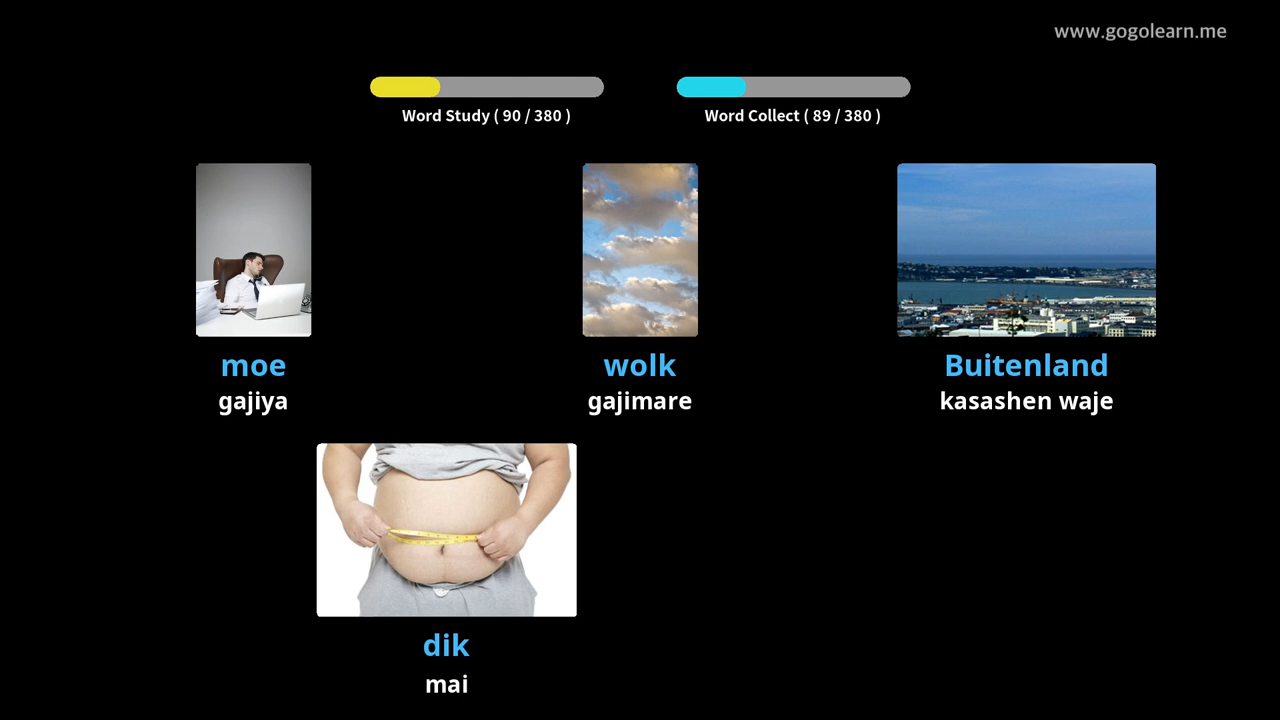 www.gogolearn.me
Word Study ( 90 / 380 )
Word Collect ( 89 / 380 )
moe
gajiya
wolk
gajimare
Buitenland
kasashen waje
dik
mai